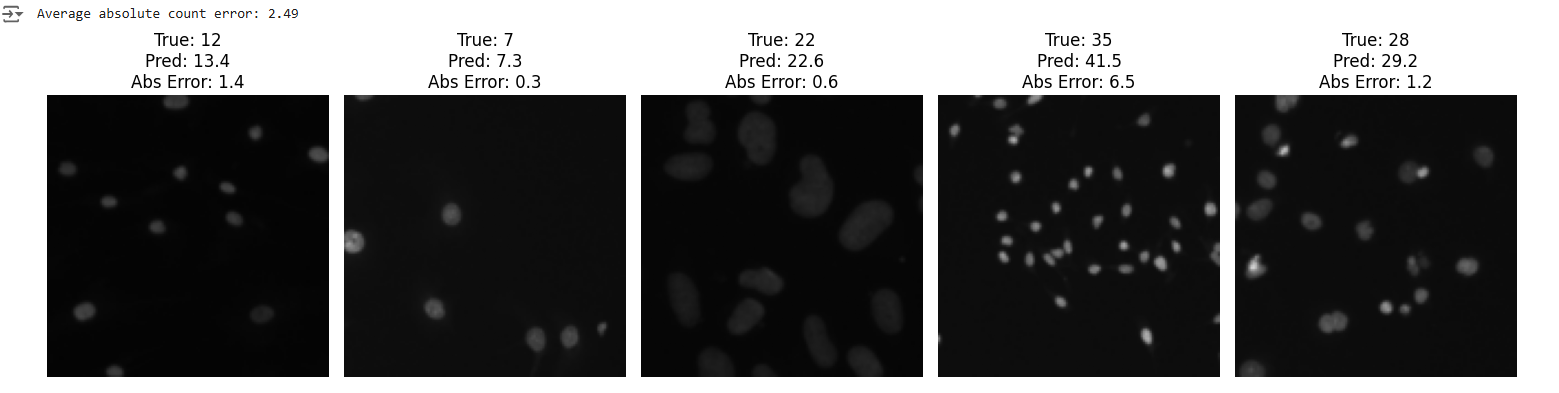 Average absolute count error: 2.49
True: 12
Pred: 13.4
Abs Error: 1.4
True: 7
Pred: 7.3
Abs Error: 0.3
True: 22
Pred: 22.6
Abs Error: 0.6
True: 35
Pred: 41.5
Abs Error: 6.5
True: 28
Pred: 29.2
Abs Error: 1.2